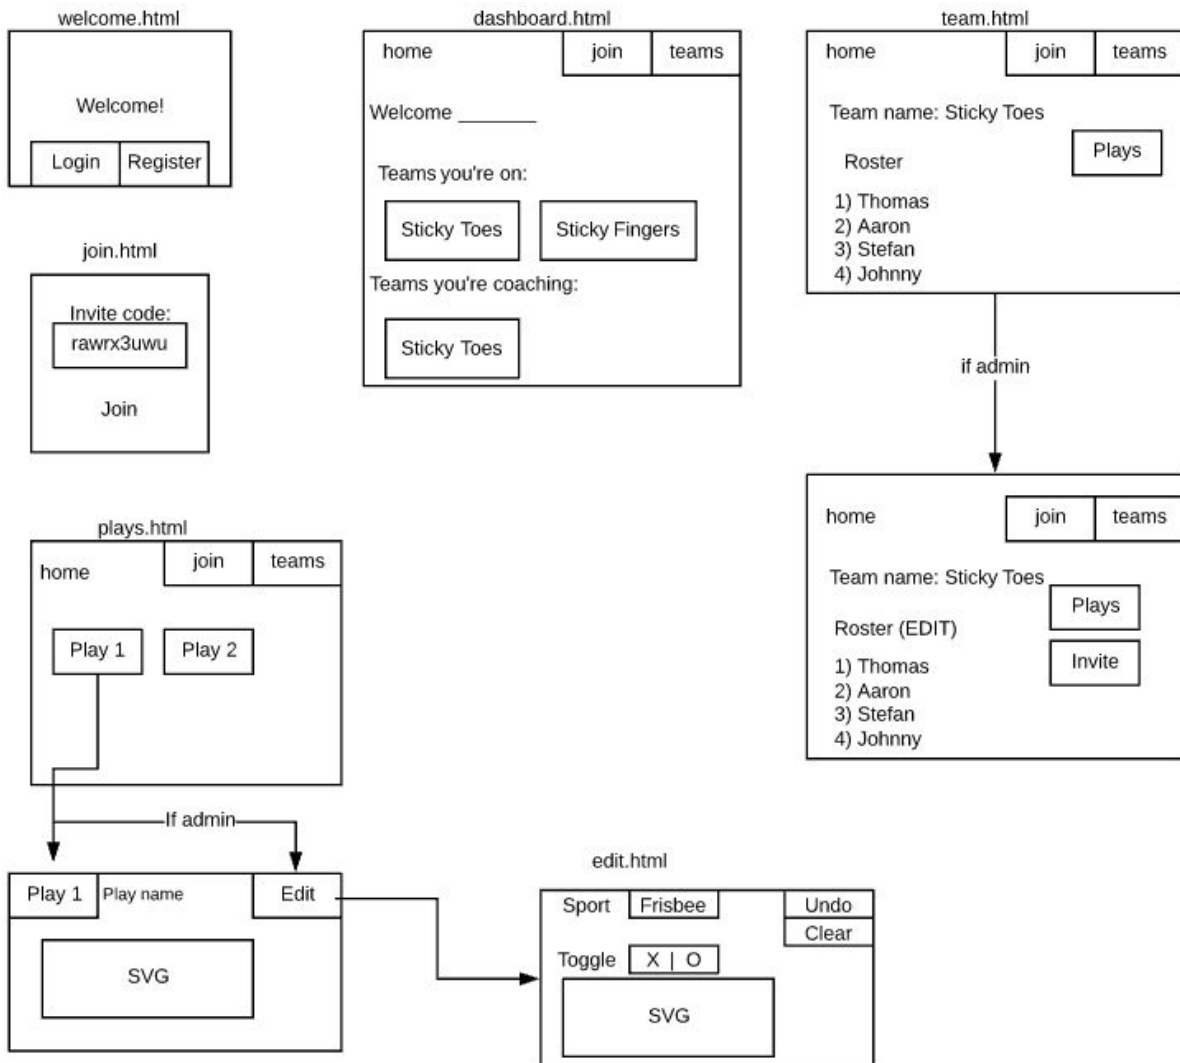 welcome.html
Welcome!
Login Register
join.html
Invite code:
rawrx3uwu
Join
dashboard.html
home join teams
Welcome _______
Teams you're on:
Sticky Toes Sticky Fingers
Teams you're coaching:
Sticky Toes
team.html
home join teams
Team name: Sticky Toes
Plays
Roster
1) Thomas
2) Aaron
3) Stefan
4) Johnny
if admin
home join teams
Team name: Sticky Toes
Plays
Roster (EDIT)
Invite
1) Thomas
2) Aaron
3) Stefan
4) Johnny
plays.html
home join teams
Play 1 Play 2
If admin
Play 1 Play name Edit
SVG
edit.html
Sport Frisbee Undo
Clear
Toggle X | O
SVG